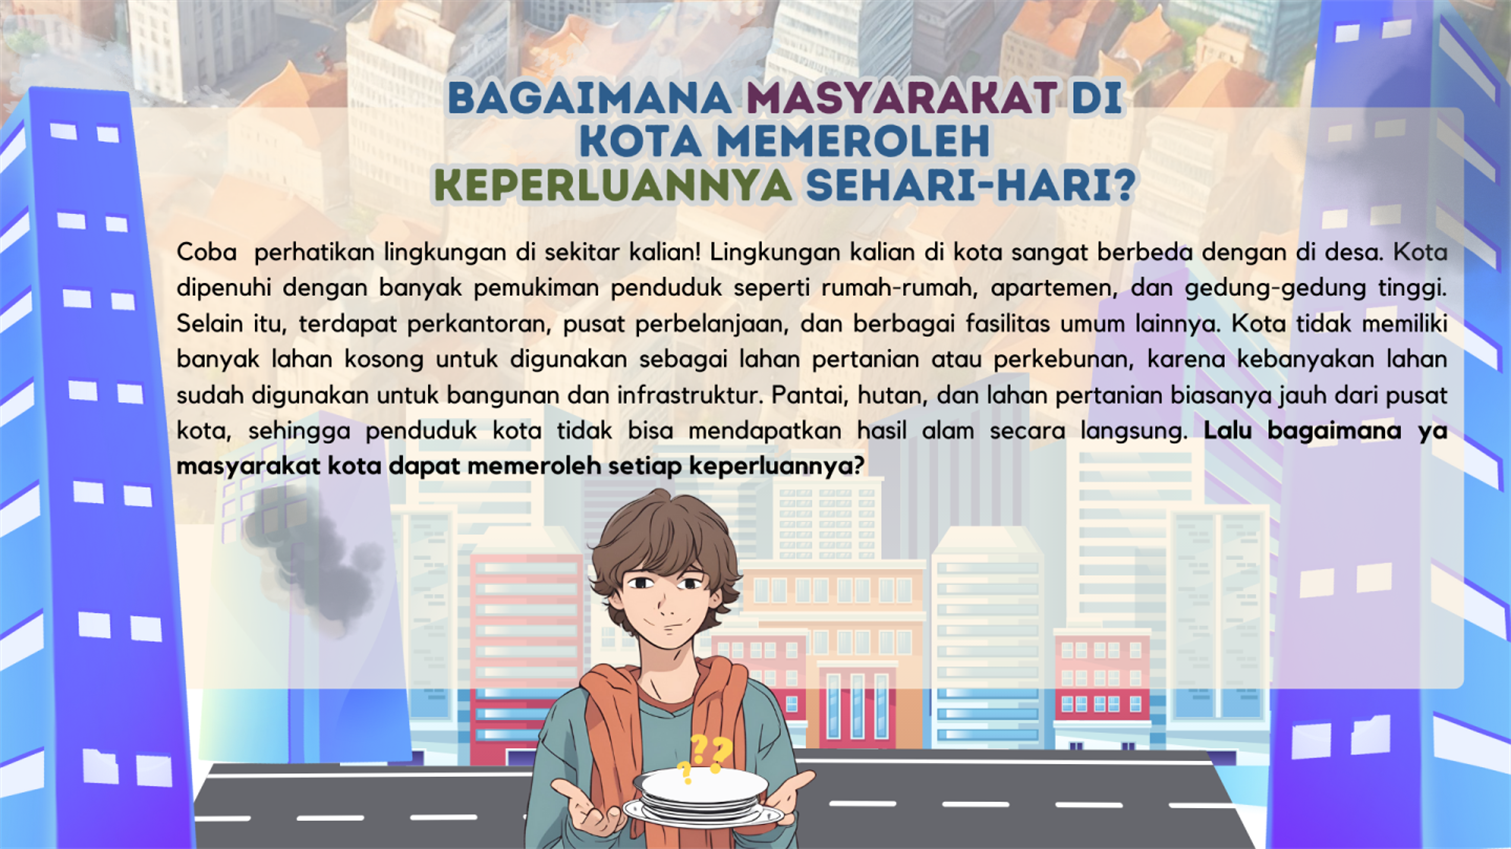 BAGAIMANA MASYARAKAT DI
KOTA MEMEROLEH
KEPERLUANNYA SEHARI-HARI?
Coba perhatikan lingkungan di sekitar kalian! Lingkungan kalian di kota sangat berbeda dengan di desa. Kota
dipenuhi dengan banyak pemukiman penduduk seperti rumah-rumah, apartemen, dan gedung-gedung tinggi.
Selain itu, terdapat perkantoran, pusat perbelanjaan, dan berbagai fasilitas umum lainnya. Kota tidak memiliki
banyak lahan kosong untuk digunakan sebagai lahan pertanian atau perkebunan, karena kebanyakan lahan
sudah digunakan untuk bangunan dan infrastruktur. Pantai, hutan, dan lahan pertanian biasanya jauh dari pusat
kota, sehingga penduduk kota tidak bisa mendapatkan hasil alam secara langsung. Lalu bagaimana ya
masyarakat kota dapat memeroleh setiap keperluannya?
???